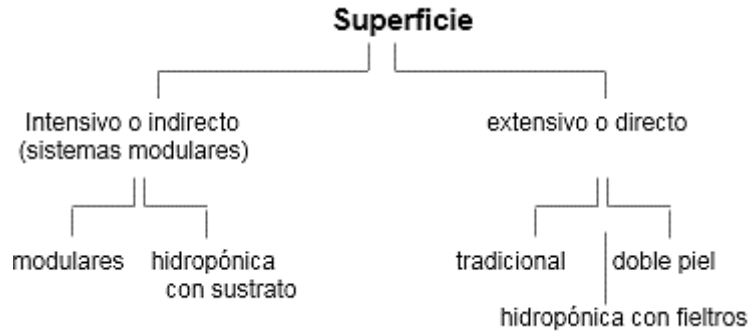 Superficie
Intensivo o indirecto
(sistemas modulares)
extensivo o directo
modulares
hidropónica
con sustrato
tradicional
doble piel
hidropónica con fieltros